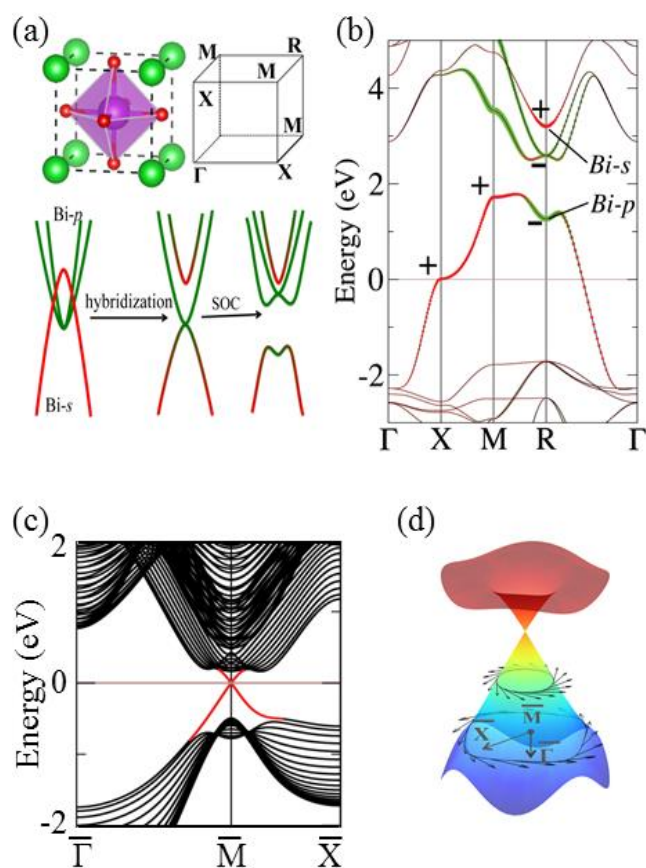 (a)
M
R
M
X
M
Γ
X
Bi-p
hybridization
SOC
Bi-s
(b)
Energy (eV)
4
2
0
-2
+
+
+
-
-
+
Bi-s
Bi-p
Γ
X
M
R
Γ
(c)
Energy (eV)
2
0
-2
Γ̅
M̅
X̅
(d)
M̅
X̅
Γ̅